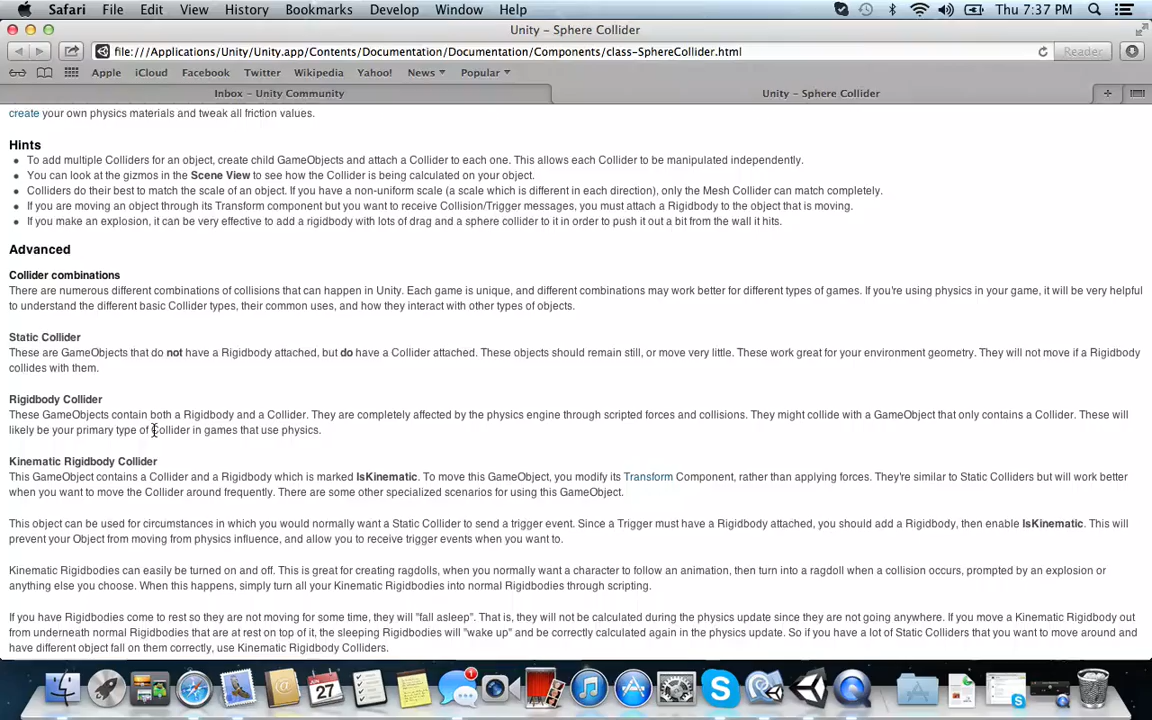 Safari File Edit View History Bookmarks Develop Window Help Thu 7:37 PM
Unity – Sphere Collider
file:///Applications/Unity/Unity.app/Contents/Documentation/Documentation/Components/class-SphereCollider.html Reader
Apple iCloud Facebook Twitter Wikipedia Yahoo! News Popular
Inbox – Unity Community Unity – Sphere Collider
create your own physics materials and tweak all friction values.
Hints
To add multiple Colliders for an object, create child GameObjects and attach a Collider to each one. This allows each Collider to be manipulated independently.
You can look at the gizmos in the Scene View to see how the Collider is being calculated on your object.
Colliders do their best to match the scale of an object. If you have a non-uniform scale (a scale which is different in each direction), only the Mesh Collider can match completely.
If you are moving an object through its Transform component but you want to receive Collision/Trigger messages, you must attach a Rigidbody to the object that is moving.
If you make an explosion, it can be very effective to add a rigidbody with lots of drag and a sphere collider to it in order to push it out a bit from the wall it hits.
Advanced
Collider combinations
There are numerous different combinations of collisions that can happen in Unity. Each game is unique, and different combinations may work better for different types of games. If you're using physics in your game, it will be very helpful
to understand the different basic Collider types, their common uses, and how they interact with other types of objects.
Static Collider
These are GameObjects that do not have a Rigidbody attached, but do have a Collider attached. These objects should remain still, or move very little. These work great for your environment geometry. They will not move if a Rigidbody
collides with them.
Rigidbody Collider
These GameObjects contain both a Rigidbody and a Collider. They are completely affected by the physics engine through scripted forces and collisions. They might collide with a GameObject that only contains a Collider. These will
likely be your primary type of Collider in games that use physics.
Kinematic Rigidbody Collider
This GameObject contains a Collider and a Rigidbody which is marked IsKinematic. To move this GameObject, you modify its Transform Component, rather than applying forces. They're similar to Static Colliders but will work better
when you want to move the Collider around frequently. There are some other specialized scenarios for using this GameObject.
This object can be used for circumstances in which you would normally want a Static Collider to send a trigger event. Since a Trigger must have a Rigidbody attached, you should add a Rigidbody, then enable IsKinematic. This will
prevent your Object from moving from physics influence, and allow you to receive trigger events when you want to.
Kinematic Rigidbodies can easily be turned on and off. This is great for creating ragdolls, when you normally want a character to follow an animation, then turn into a ragdoll when a collision occurs, prompted by an explosion or
anything else you choose. When this happens, simply turn all your Kinematic Rigidbodies into normal Rigidbodies through scripting.
If you have Rigidbodies come to rest so they are not moving for some time, they will "fall asleep". That is, they will not be calculated during the physics update since they are not going anywhere. If you move a Kinematic Rigidbody out
from underneath normal Rigidbodies that are at rest on top of it, the sleeping Rigidbodies will "wake up" and be correctly calculated again in the physics update. So if you have a lot of Static Colliders that you want to move around and
have different object fall on them correctly, use Kinematic Rigidbody Colliders.
27
1